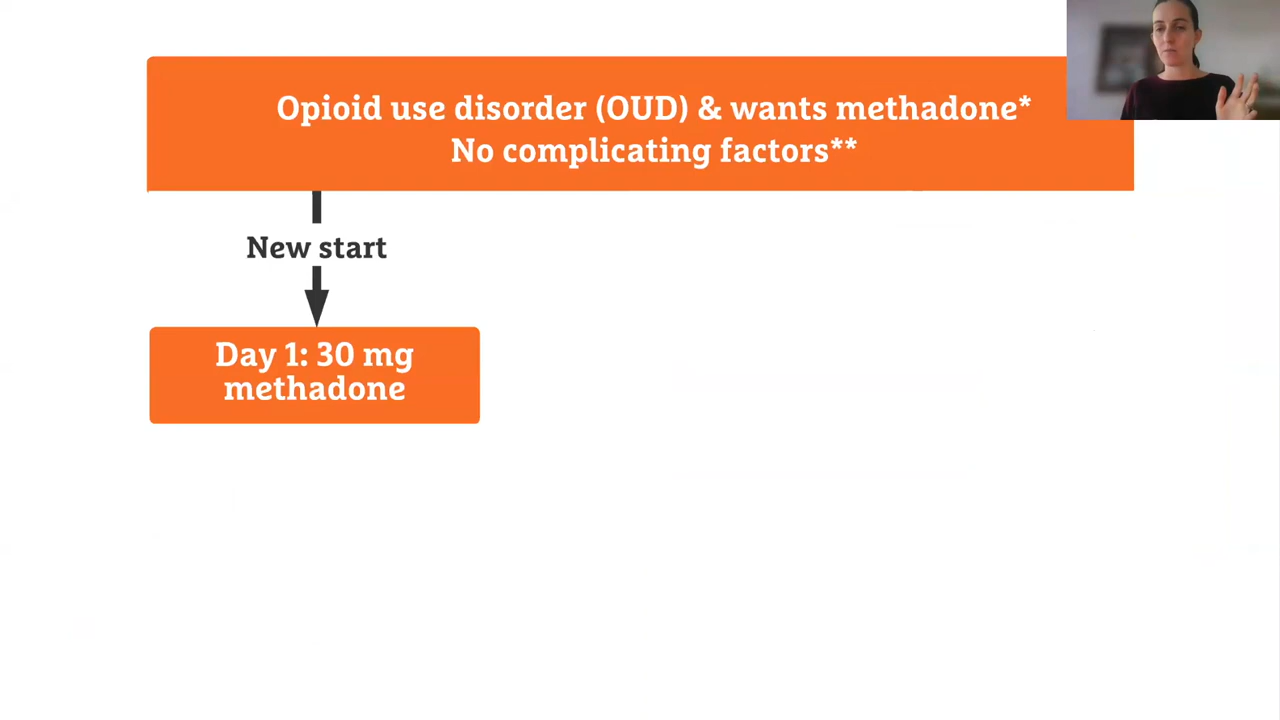 Opioid use disorder (OUD) & wants methadone*
No complicating factors**
New start
Day 1: 30 mg
methadone